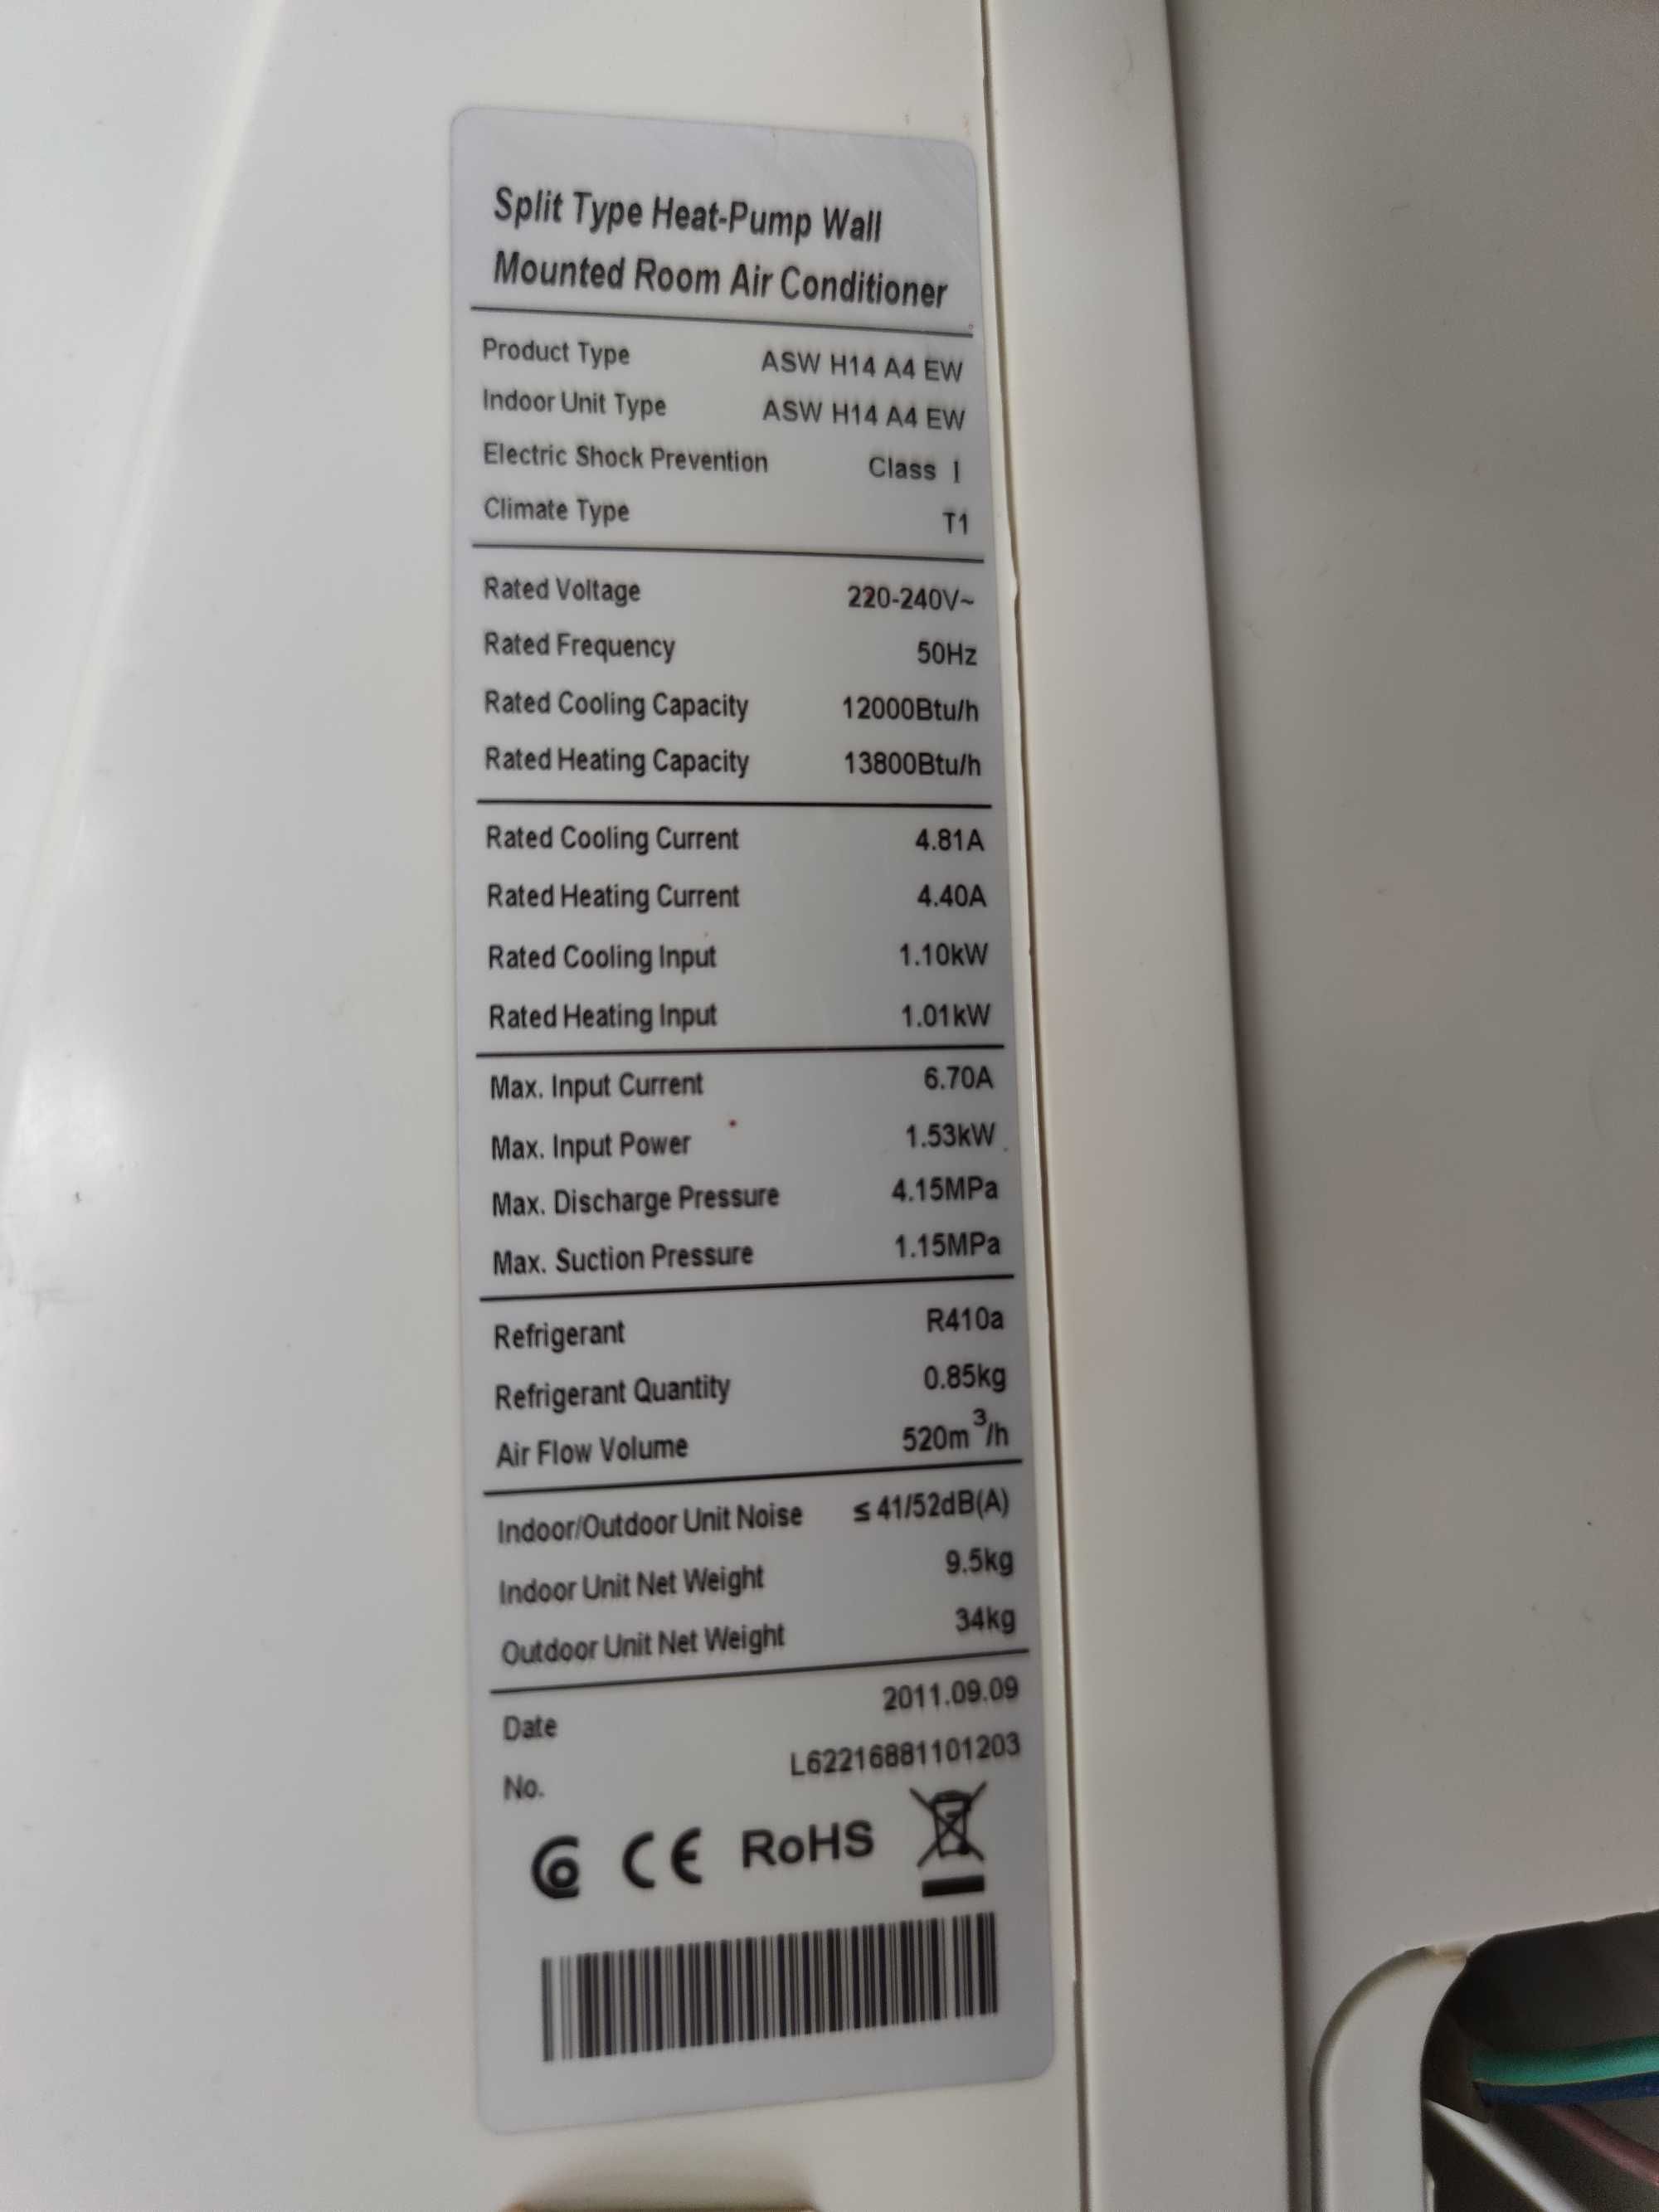 Split Type Heat-Pump Wall
Mounted Room Air Conditioner
Product Type ASW H14 A4 EW
Indoor Unit Type ASW H14 A4 EW
Electric Shock Prevention Class I
Climate Type T1
Rated Voltage 220-240V~
Rated Frequency 50Hz
Rated Cooling Capacity 12000Btu/h
Rated Heating Capacity 13800Btu/h
Rated Cooling Current 4.81A
Rated Heating Current 4.40A
Rated Cooling Input 1.10kW
Rated Heating Input 1.01kW
Max. Input Current 6.70A
Max. Input Power 1.53kW
Max. Discharge Pressure 4.15MPa
Max. Suction Pressure 1.15MPa
Refrigerant R410a
Refrigerant Quantity 0.85kg
Air Flow Volume 520m³/h
Indoor/Outdoor Unit Noise ≤41/52dB(A)
Indoor Unit Net Weight 9.5kg
Outdoor Unit Net Weight 34kg
Date 2011.09.09
No. L62216881101203
CE RoHS